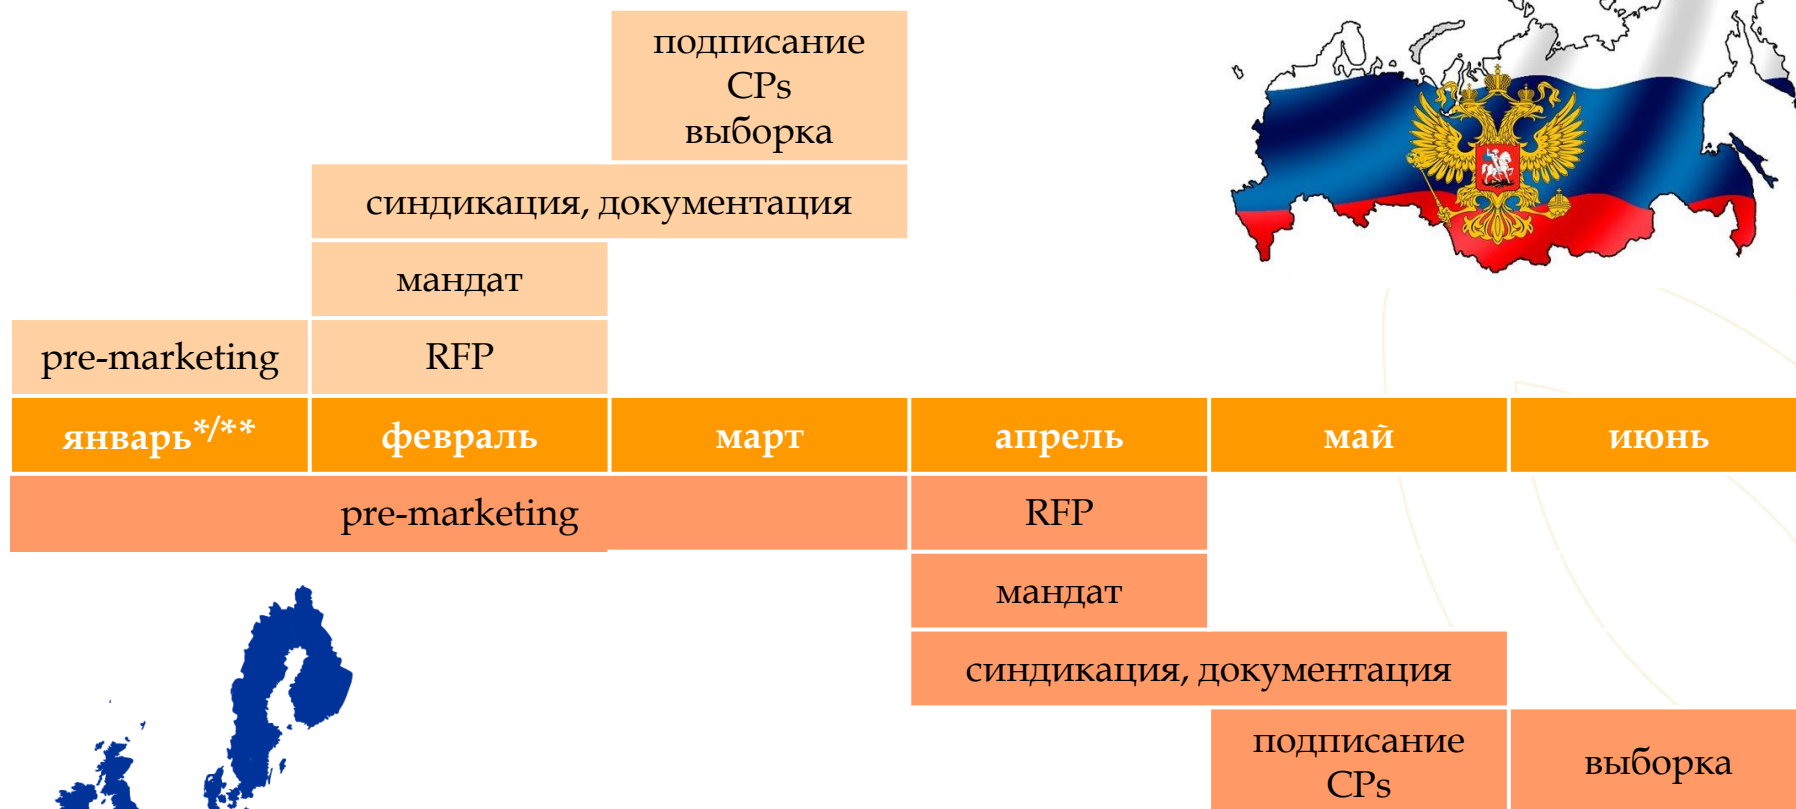 подписание
CPs
выборка
синдикация, документация
мандат
pre-marketing RFP
январь*/** февраль март апрель май июнь
pre-marketing RFP
мандат
синдикация, документация
подписание
CPs
выборка